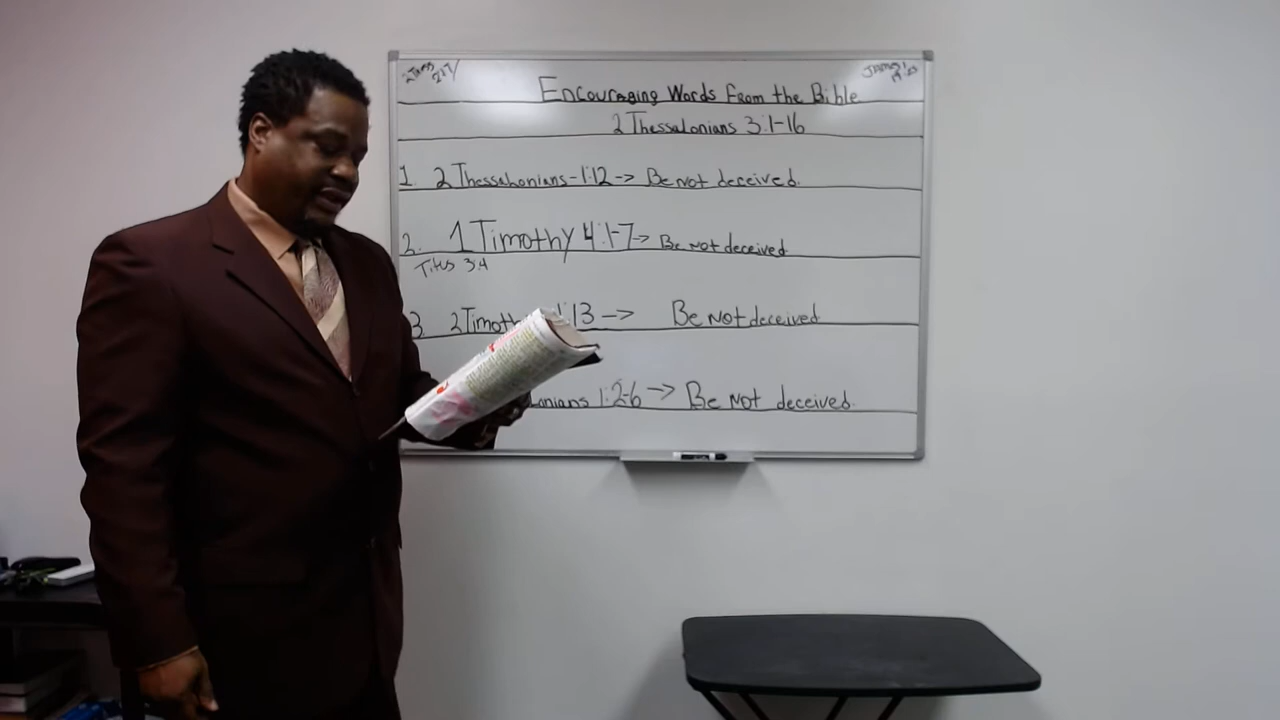 Encouraging Words From the Bible
2 Thessalonians 3:1-16
1. 2 Thessalonians-1:12 -> Be not deceived.
2. 1 Timothy 4:1-7-> Be not deceived
Titus 3:4
3. 2 Timoth :13 -> Be not deceived
onians 1:2-6 -> Be not deceived.